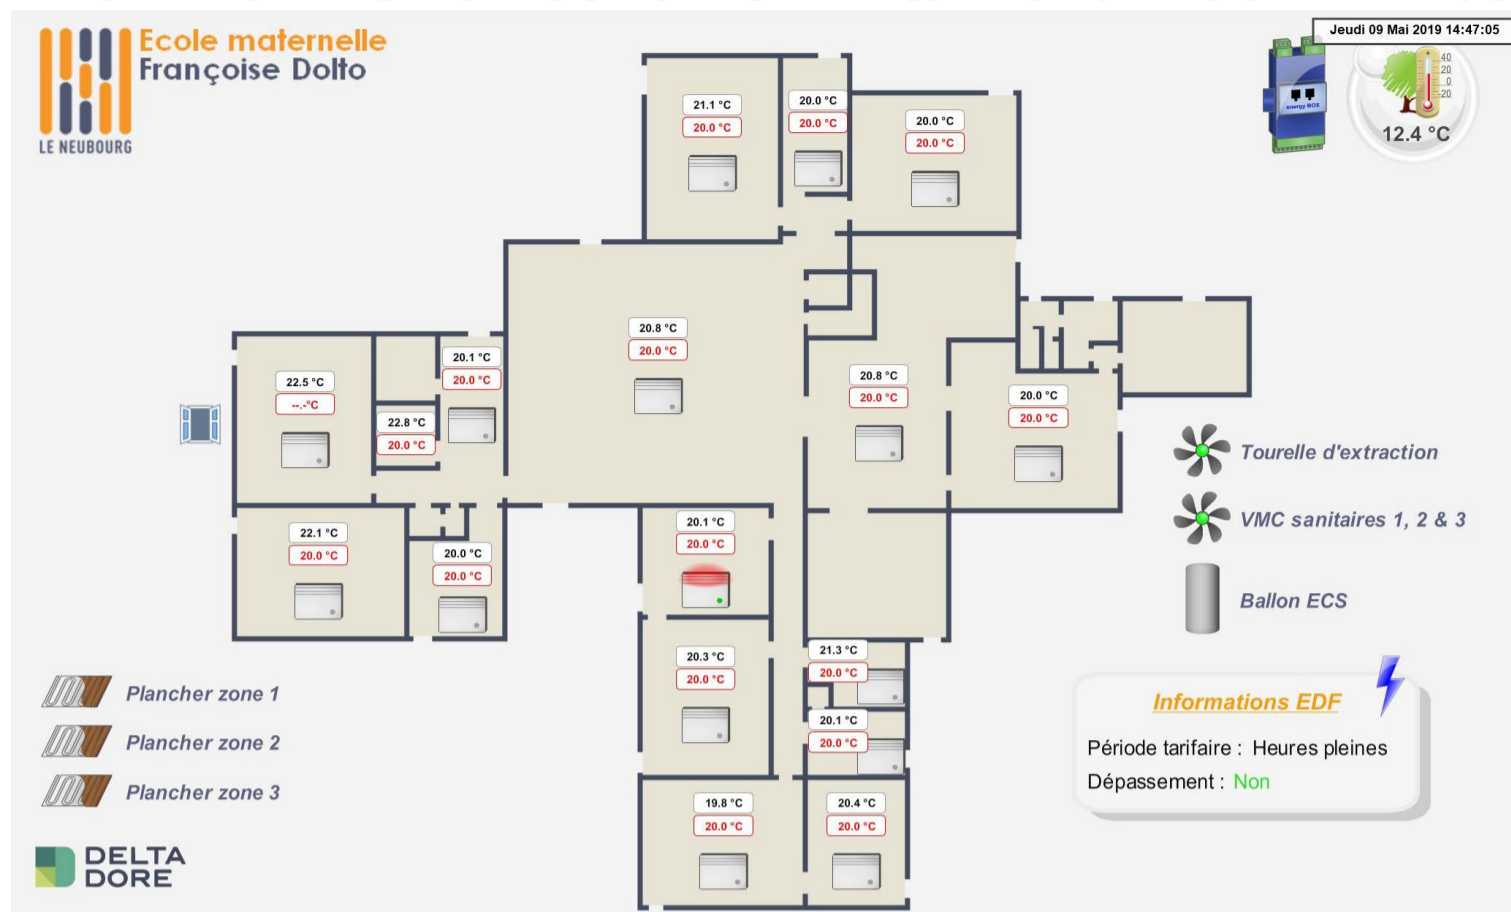 Ecole maternelle
Françoise Dolto
LE NEUBOURG
Jeudi 09 Mai 2019 14:47:05
40
20
0
-20
energy BOX
12.4 °C
21.1 °C
20.0 °C
20.0 °C
20.0 °C
20.0 °C
20.0 °C
20.8 °C
20.0 °C
20.1 °C
20.0 °C
22.5 °C
--.-°C
22.8 °C
20.0 °C
20.8 °C
20.0 °C
20.0 °C
20.0 °C
22.1 °C
20.0 °C
20.0 °C
20.0 °C
20.1 °C
20.0 °C
20.3 °C
20.0 °C
21.3 °C
20.0 °C
20.1 °C
20.0 °C
19.8 °C
20.0 °C
20.4 °C
20.0 °C
Tourelle d'extraction
VMC sanitaires 1, 2 & 3
Ballon ECS
Plancher zone 1
Plancher zone 2
Plancher zone 3
Informations EDF
Période tarifaire : Heures pleines
Dépassement : Non
DELTA
DORE